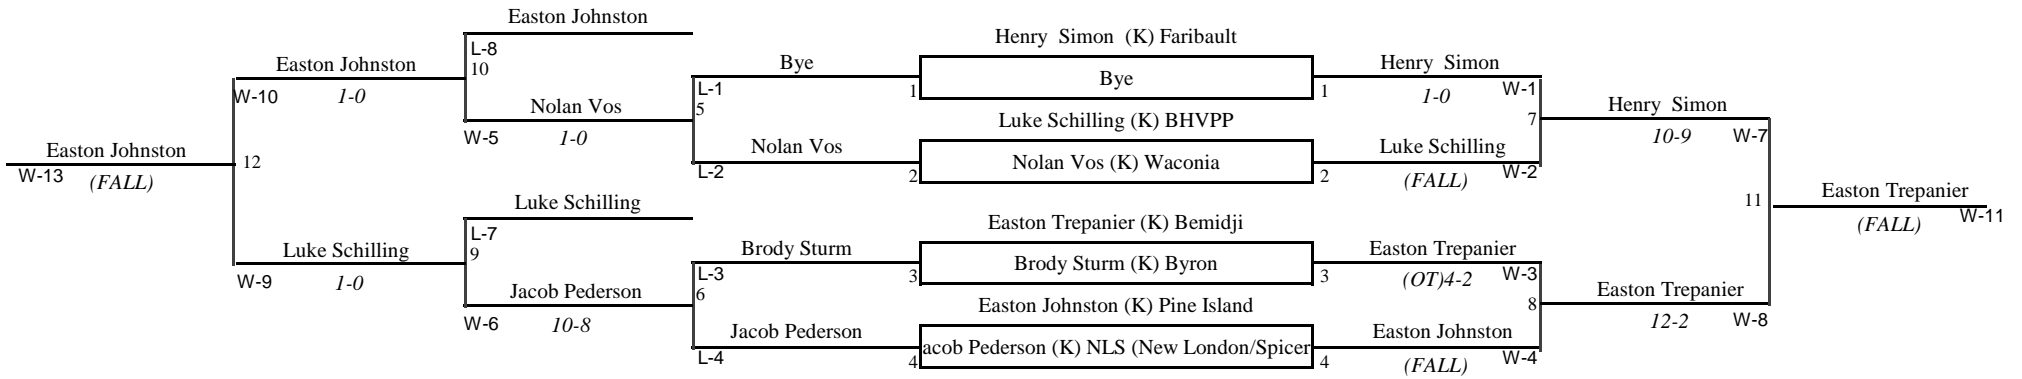 Easton Johnston
L-8
10
Easton Johnston
W-10
1-0
Nolan Vos
W-5
1-0
Easton Johnston
W-13
(FALL)
12
Luke Schilling
L-7
9
Luke Schilling
W-9
1-0
Jacob Pederson
W-6
10-8
Bye
L-1
5
1
Nolan Vos
L-2
2
Brody Sturm
L-3
6
3
Jacob Pederson
L-4
4
Henry Simon (K) Faribault
Bye
Luke Schilling (K) BHVPP
Nolan Vos (K) Waconia
Easton Trepanier (K) Bemidji
Brody Sturm (K) Byron
Easton Johnston (K) Pine Island
acob Pederson (K) NLS (New London/Spicer
Henry Simon
1
1-0
W-1
7
Luke Schilling
2
(FALL)
W-2
Easton Trepanier
3
(OT)4-2
W-3
8
Easton Johnston
4
(FALL)
W-4
Henry Simon
10-9
W-7
11
Easton Trepanier
12-2
W-8
Easton Trepanier
(FALL)
W-11